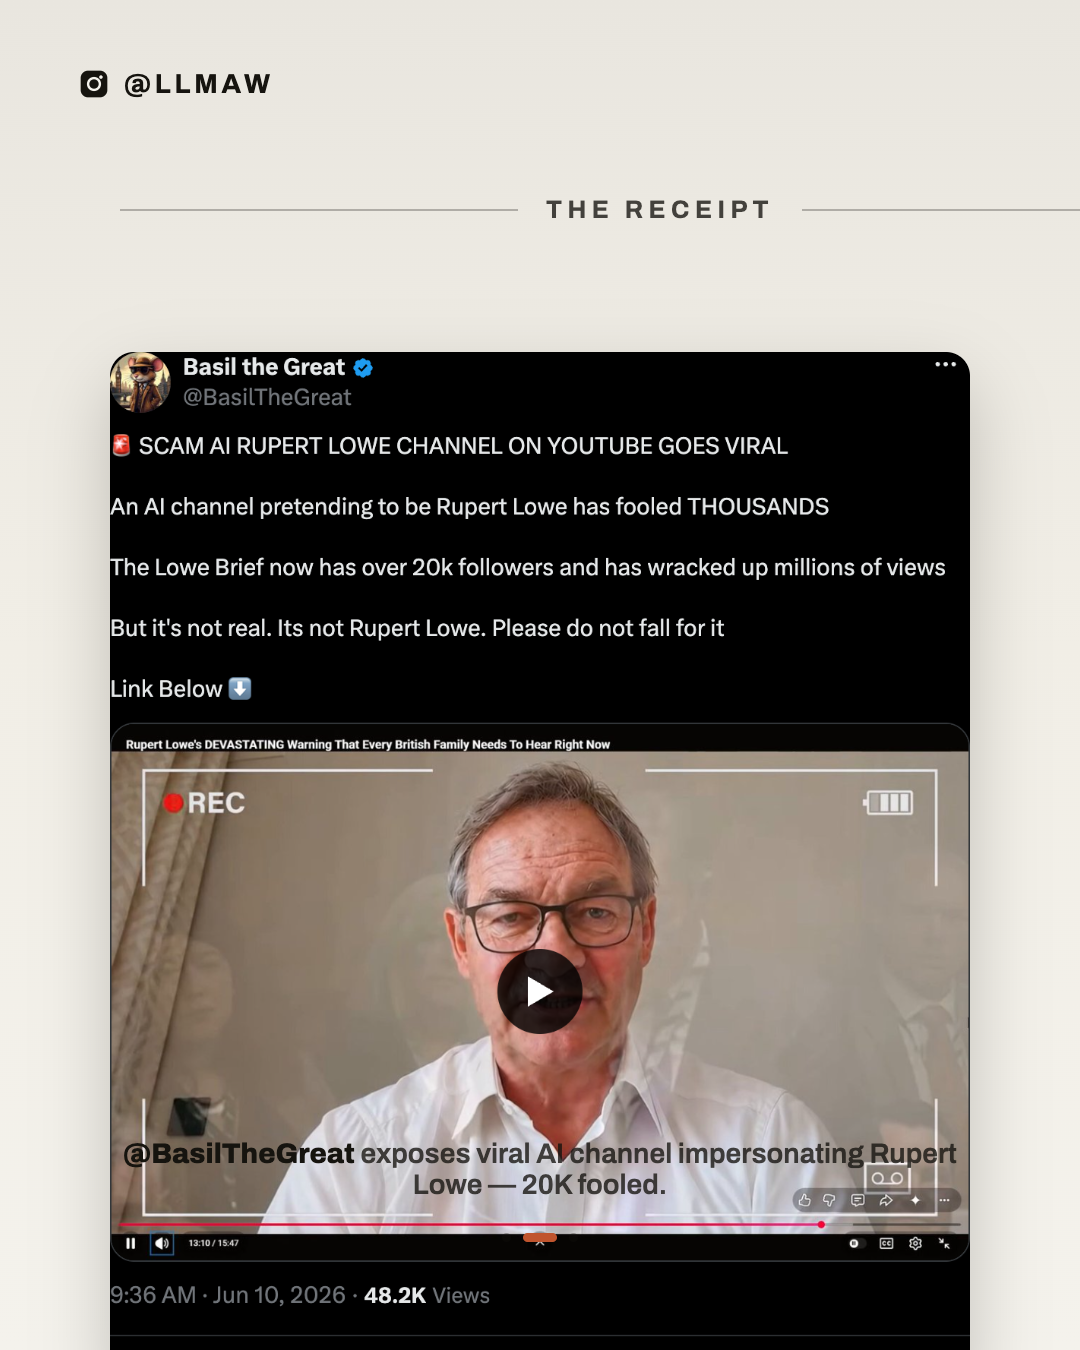 @LLMAW
THE RECEIPT
Basil the Great
@BasilTheGreat
🚨 SCAM AI RUPERT LOWE CHANNEL ON YOUTUBE GOES VIRAL
An AI channel pretending to be Rupert Lowe has fooled THOUSANDS
The Lowe Brief now has over 20k followers and has wracked up millions of views
But it's not real. Its not Rupert Lowe. Please do not fall for it
Link Below ⬇️
Rupert Lowe's DEVASTATING Warning That Every British Family Needs To Hear Right Now
REC
@BasilTheGreat exposes viral AI channel impersonating Rupert
Lowe — 20K fooled.
13:10 / 15:47
CC
9:36 AM · Jun 10, 2026 · 48.2K Views